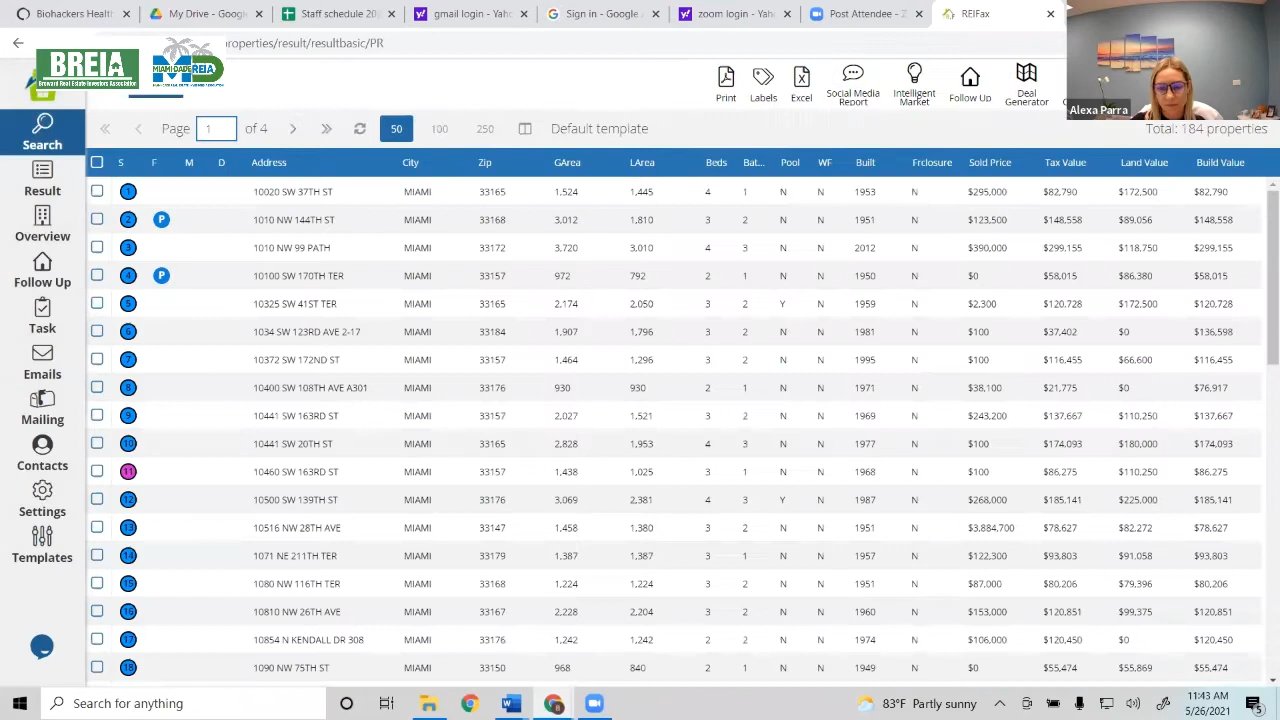 Biohackers Health
My Drive - Google
Staff schedule 20
gmail login - Yahoo
Sign in - Google
zoom login - Yahoo
PostAttendee - Z
REIFax
properties/result/resultbasic/PR
BREIA
Broward Real Estate Investors Association
MIAMI-DADE REIA
Print
Labels
Excel
Social Media Report
Intelligent Market
Follow Up
Deal Generator
Alexa Parra
Page 1 of 4 50 100 250 Default template Total: 184 properties
S F M D Address City Zip GArea LArea Beds Bat... Pool WF Built Frclosure Sold Price Tax Value Land Value Build Value
1 10020 SW 37TH ST MIAMI 33165 1,524 1,445 4 1 N N 1953 N $295,000 $82,790 $172,500 $82,790
2 P 1010 NW 144TH ST MIAMI 33168 3,012 1,810 3 2 N N 1951 N $123,500 $148,558 $89,056 $148,558
3 1010 NW 99 PATH MIAMI 33172 3,720 3,010 4 3 N N 2012 N $390,000 $299,155 $118,750 $299,155
4 P 10100 SW 170TH TER MIAMI 33157 972 792 2 1 N N 1950 N $0 $58,015 $86,380 $58,015
5 10325 SW 41ST TER MIAMI 33165 2,174 2,050 3 2 Y N 1959 N $2,300 $120,728 $172,500 $120,728
6 1034 SW 123RD AVE 2-17 MIAMI 33184 1,907 1,796 3 2 N N 1981 N $100 $37,402 $0 $136,598
7 10372 SW 172ND ST MIAMI 33157 1,464 1,296 3 2 N N 1995 N $100 $116,455 $66,600 $116,455
8 10400 SW 108TH AVE A301 MIAMI 33176 930 930 2 1 N N 1971 N $38,100 $21,775 $0 $76,917
9 10441 SW 163RD ST MIAMI 33157 2,027 1,521 3 2 N N 1969 N $243,200 $137,667 $110,250 $137,667
10 10441 SW 20TH ST MIAMI 33165 2,828 1,953 4 3 N N 1977 N $100 $174,093 $180,000 $174,093
11 10460 SW 163RD ST MIAMI 33157 1,438 1,025 3 1 N N 1968 N $100 $86,275 $110,250 $86,275
12 10500 SW 139TH ST MIAMI 33176 3,069 2,381 4 3 Y N 1987 N $268,000 $185,141 $225,000 $185,141
13 10516 NW 28TH AVE MIAMI 33147 1,458 1,380 3 2 N N 1951 N $3,884,700 $78,627 $82,272 $78,627
14 1071 NE 211TH TER MIAMI 33179 1,387 1,387 3 1 N N 1957 N $122,300 $93,803 $91,058 $93,803
15 1080 NW 116TH TER MIAMI 33168 1,224 1,224 3 2 N N 1951 N $87,000 $80,206 $79,396 $80,206
16 10810 NW 26TH AVE MIAMI 33167 2,228 2,204 3 2 N N 1960 N $153,000 $120,851 $99,375 $120,851
17 10854 N KENDALL DR 308 MIAMI 33176 1,242 1,242 2 2 N N 1974 N $106,000 $120,450 $0 $120,450
18 1090 NW 75TH ST MIAMI 33150 968 840 2 1 N N 1949 N $0 $55,474 $55,869 $55,474
Search
Result
Overview
Follow Up
Task
Emails
Mailing
Contacts
Settings
Templates
Search for anything
83°F Partly sunny
11:43 AM
5/26/2021
5